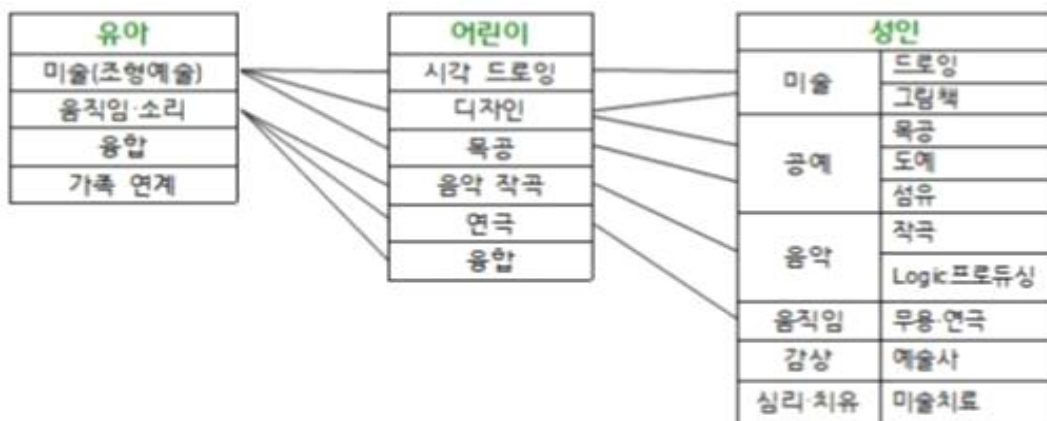 유아
미술(조형예술)
움직임·소리
융합
가족 연계
어린이
시각 드로잉
디자인
목공
음악 작곡
연극
융합
성인
미술
드로잉
그림책
공예
목공
도예
섬유
음악
작곡
Logic프로듀싱
움직임
무용·연극
감상
예술사
심리·치유
미술치료